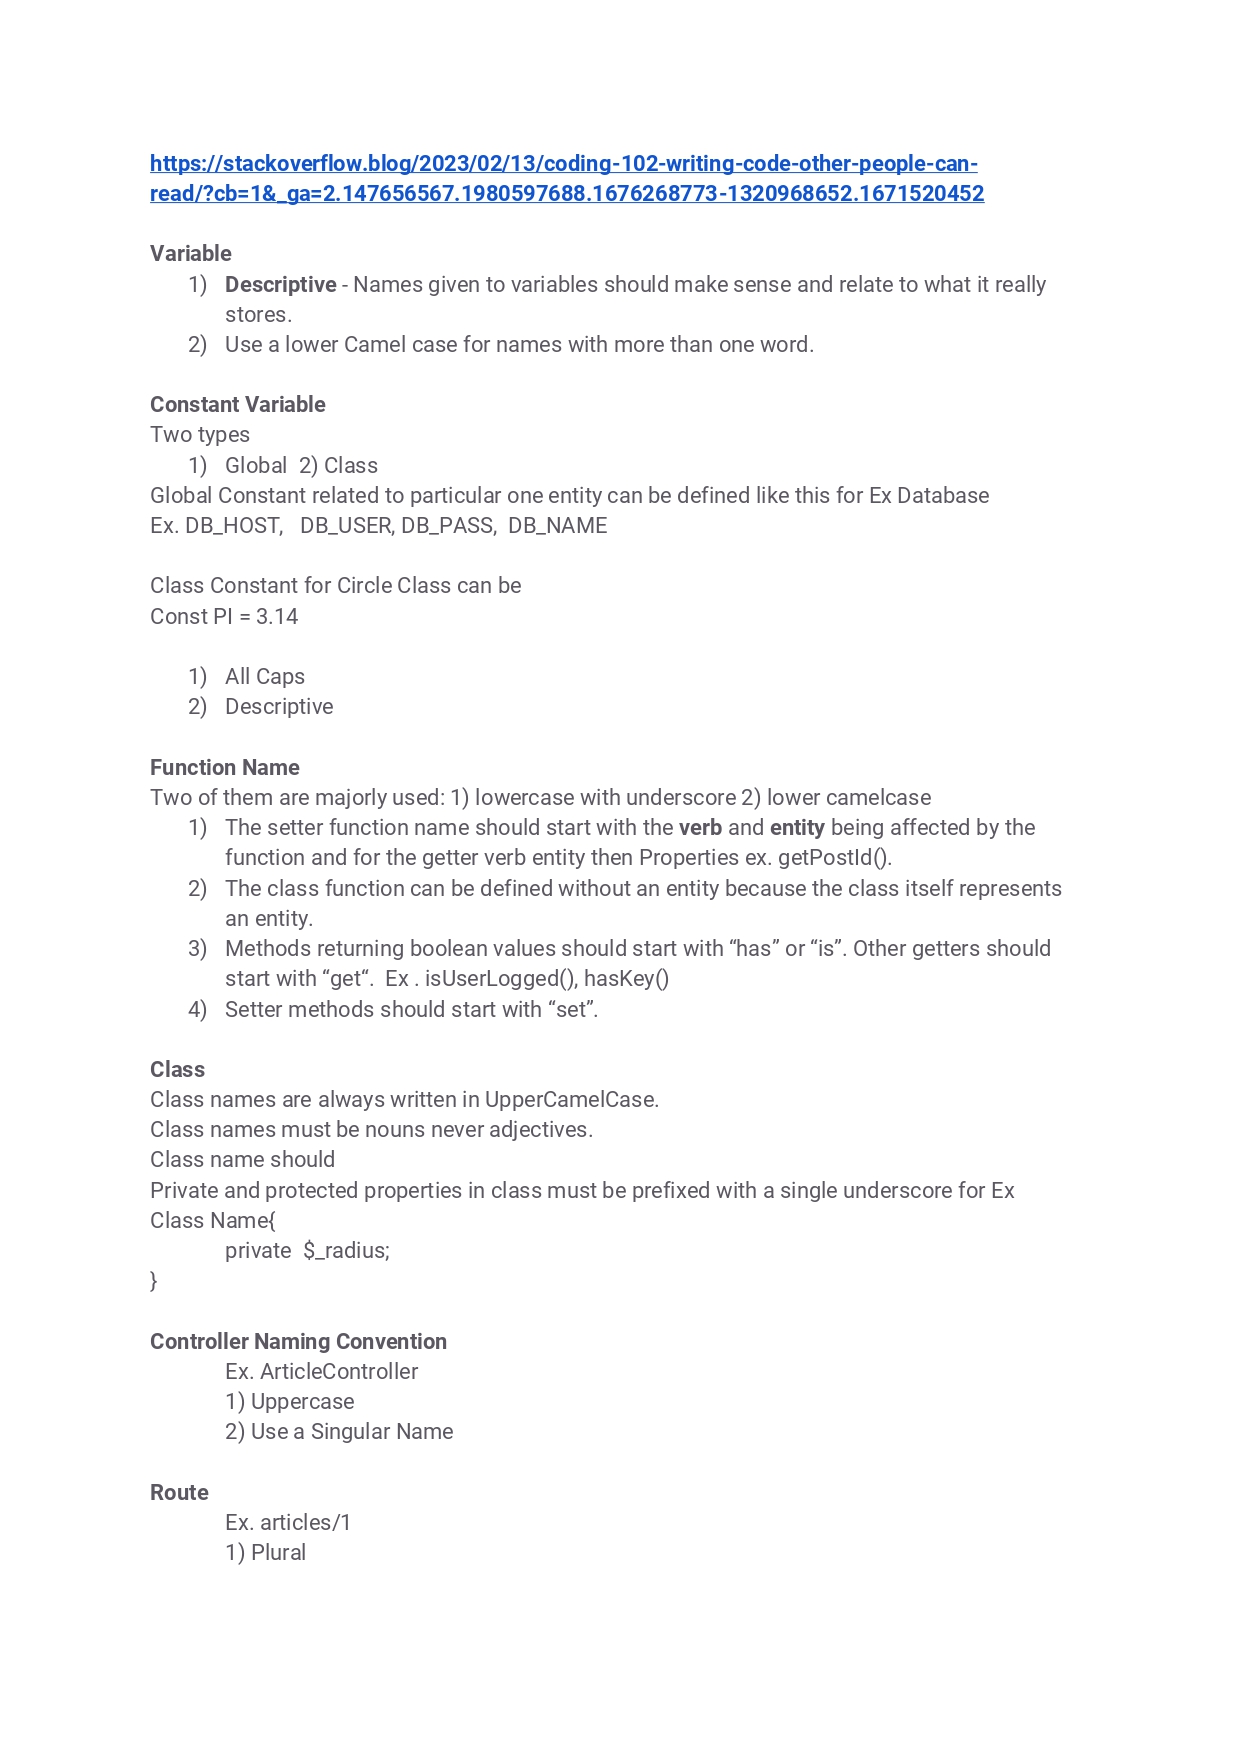 https://stackoverflow.blog/2023/02/13/coding-102-writing-code-other-people-can-
read/?cb=1&_ga=2.147656567.1980597688.1676268773-1320968652.1671520452
Variable
1) Descriptive - Names given to variables should make sense and relate to what it really
stores.
2) Use a lower Camel case for names with more than one word.
Constant Variable
Two types
1) Global 2) Class
Global Constant related to particular one entity can be defined like this for Ex Database
Ex. DB_HOST, DB_USER, DB_PASS, DB_NAME
Class Constant for Circle Class can be
Const PI = 3.14
1) All Caps
2) Descriptive
Function Name
Two of them are majorly used: 1) lowercase with underscore 2) lower camelcase
1) The setter function name should start with the verb and entity being affected by the
function and for the getter verb entity then Properties ex. getPostId().
2) The class function can be defined without an entity because the class itself represents
an entity.
3) Methods returning boolean values should start with “has” or “is”. Other getters should
start with “get“. Ex . isUserLogged(), hasKey()
4) Setter methods should start with “set”.
Class
Class names are always written in UpperCamelCase.
Class names must be nouns never adjectives.
Class name should
Private and protected properties in class must be prefixed with a single underscore for Ex
Class Name{
private $_radius;
}
Controller Naming Convention
Ex. ArticleController
1) Uppercase
2) Use a Singular Name
Route
Ex. articles/1
1) Plural